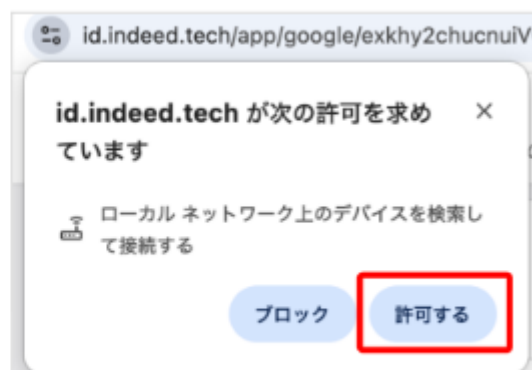 id.indeed.tech/app/google/exkhy2chucnuiV
id.indeed.tech が次の許可を求め
ています
ローカル ネットワーク上のデバイスを検索し
て接続する
ブロック
許可する